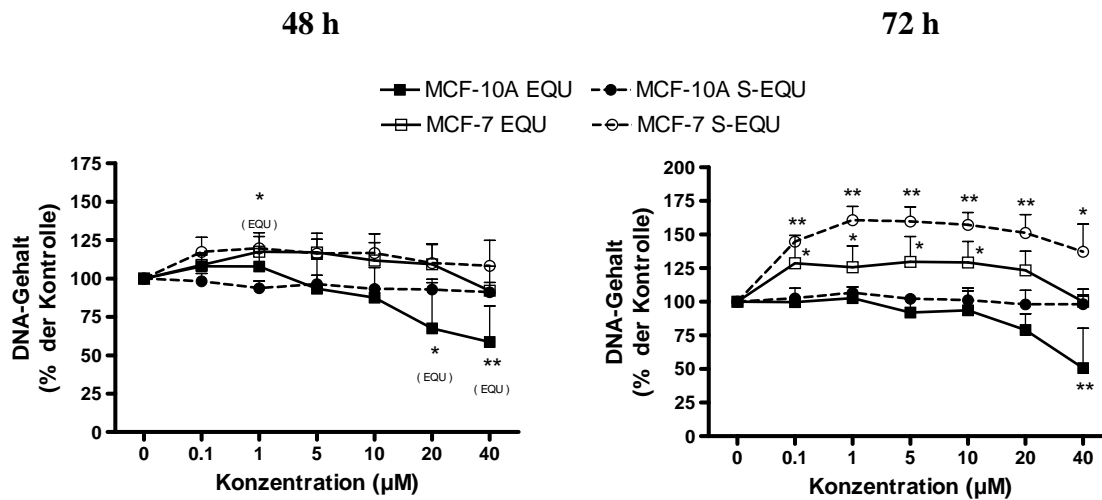 48 h
72 h
MCF-10A EQU
MCF-10A S-EQU
MCF-7 EQU
MCF-7 S-EQU
DNA-Gehalt
(% der Kontrolle)
175
150
125
100
75
50
25
0
*
( EQU )
*
( EQU )
**
( EQU )
0 0.1 1 5 10 20 40
Konzentration (µM)
DNA-Gehalt
(% der Kontrolle)
200
175
150
125
100
75
50
25
0
** ** ** ** ** *
* * * *
**
0 0.1 1 5 10 20 40
Konzentration (µM)